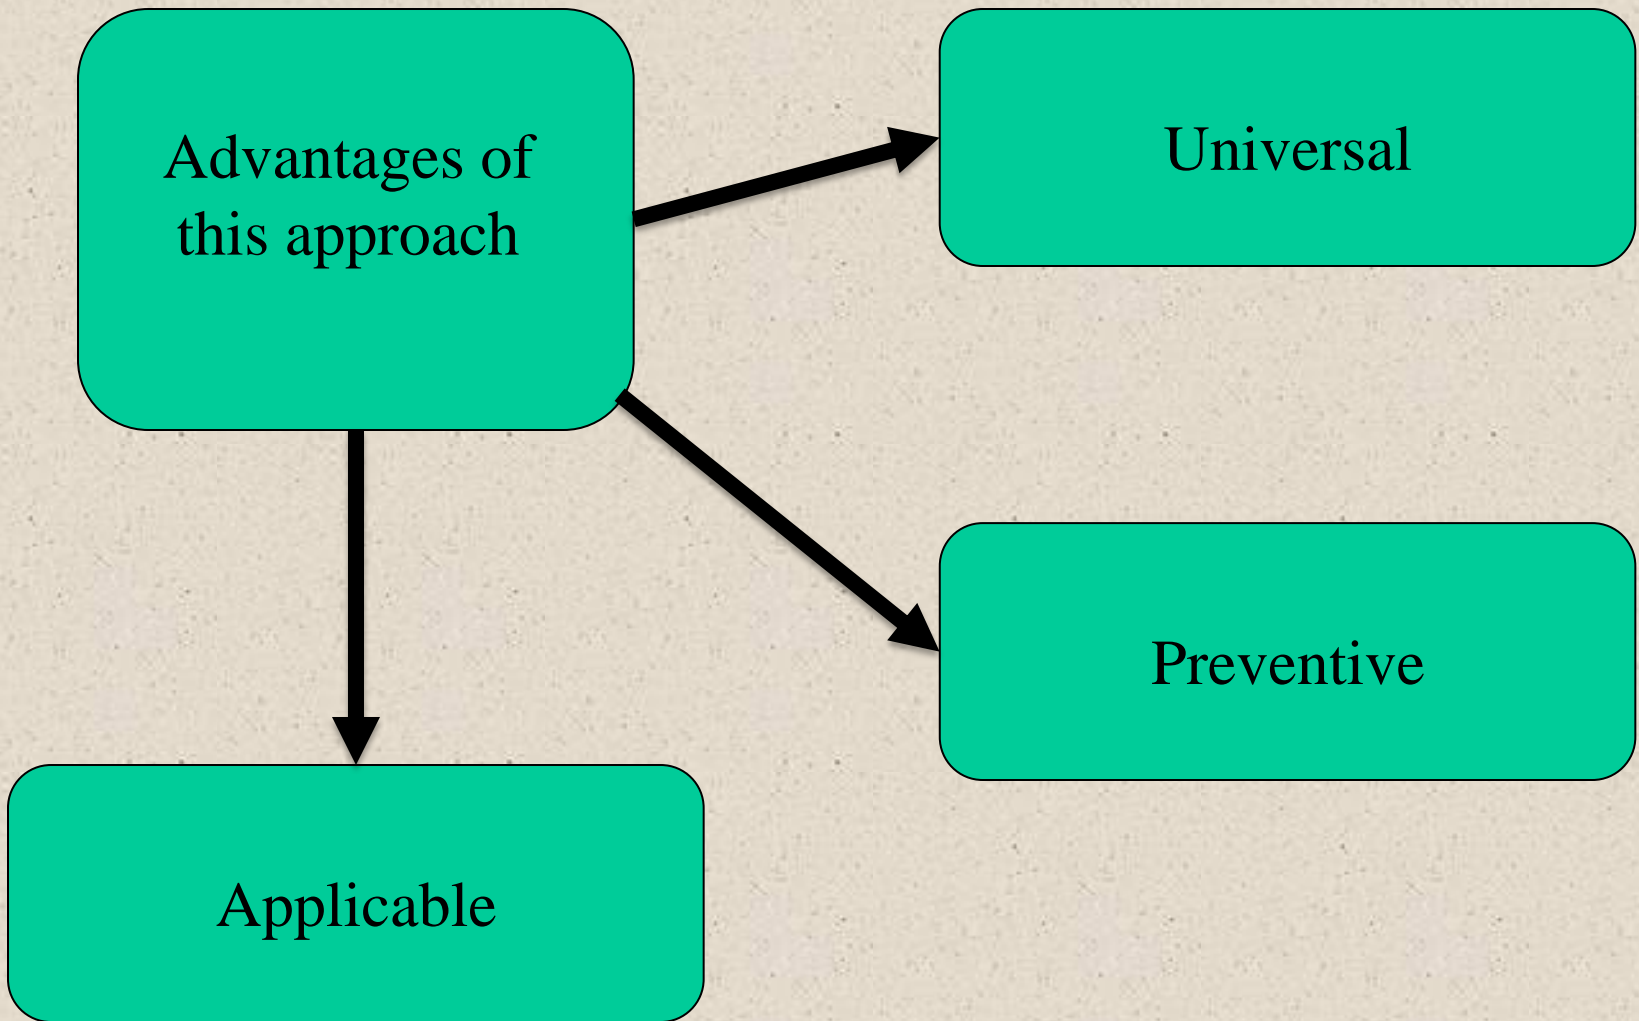 Advantages of
this approach
Universal
Preventive
Applicable